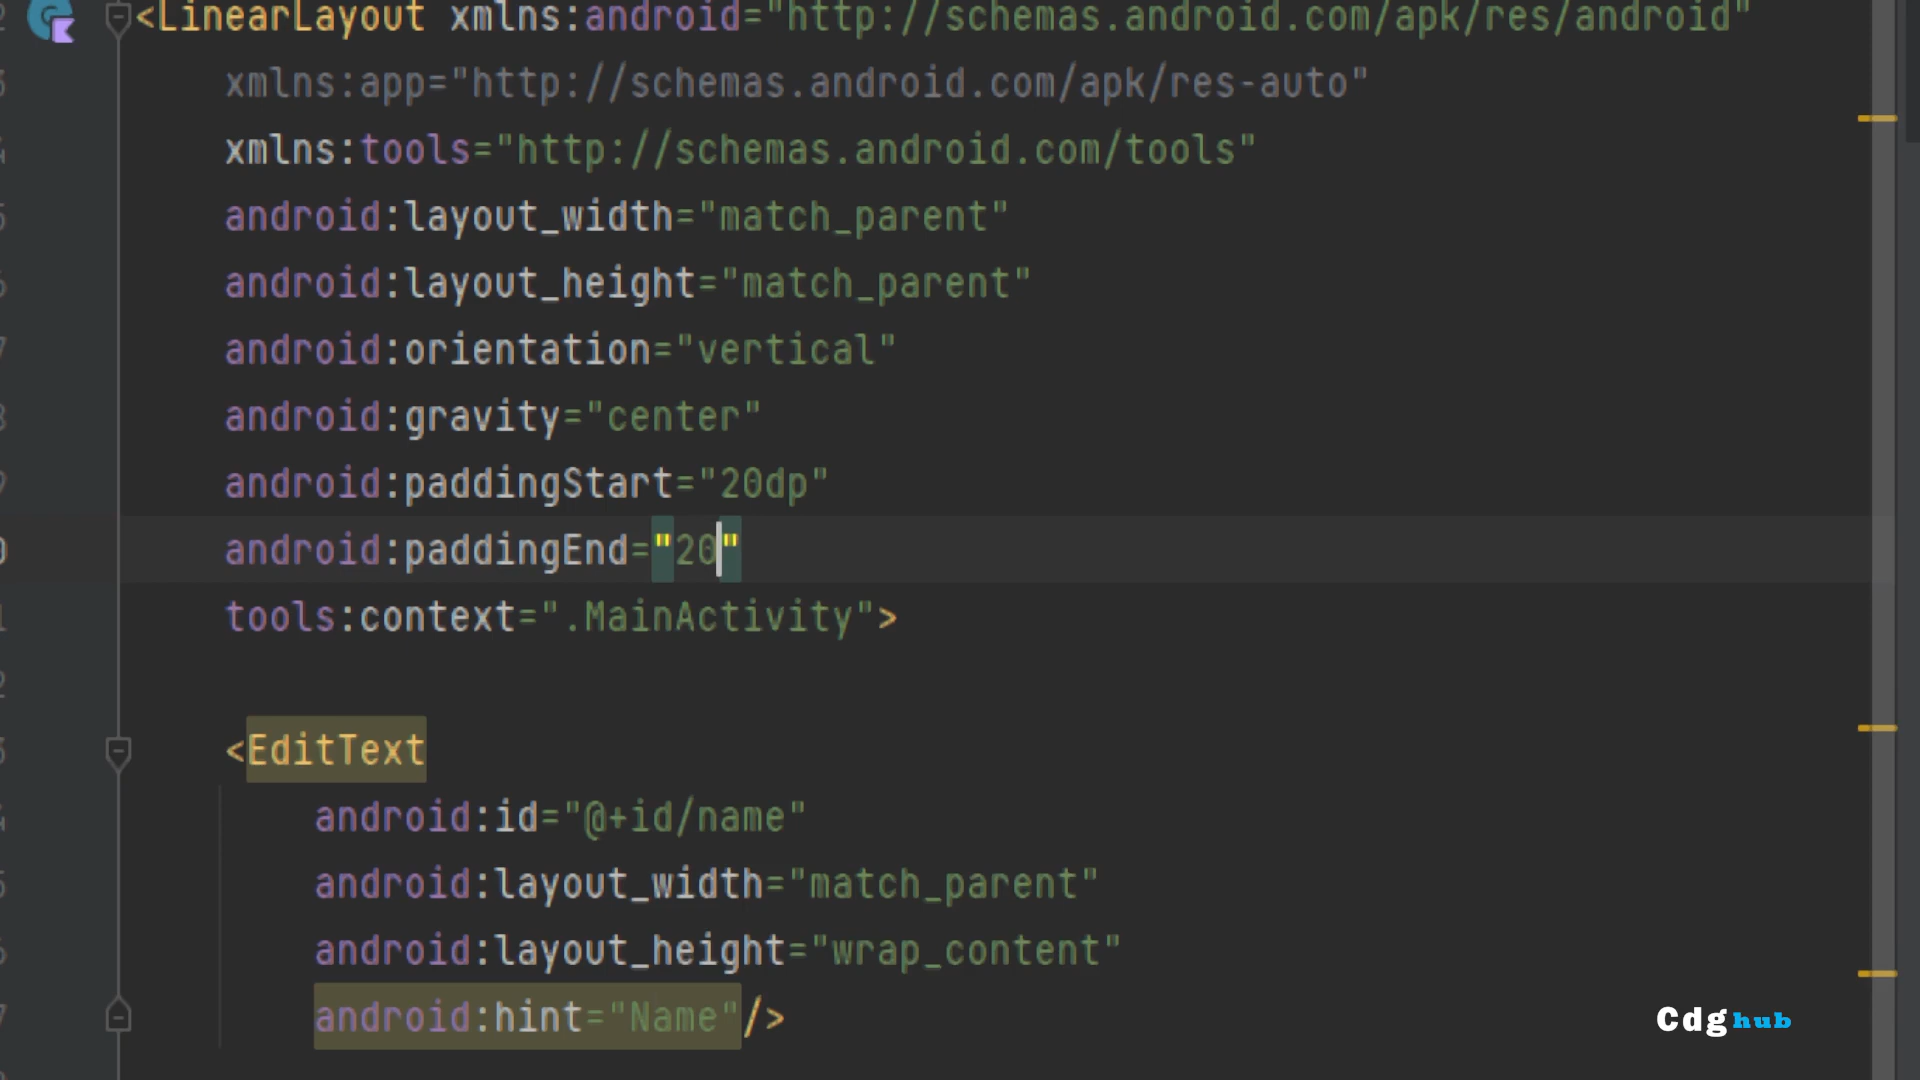 <LinearLayout xmlns:android="http://schemas.android.com/apk/res/android"
xmlns:app="http://schemas.android.com/apk/res-auto"
xmlns:tools="http://schemas.android.com/tools"
android:layout_width="match_parent"
android:layout_height="match_parent"
android:orientation="vertical"
android:gravity="center"
android:paddingStart="20dp"
android:paddingEnd="20"
tools:context=".MainActivity">
<EditText
android:id="@+id/name"
android:layout_width="match_parent"
android:layout_height="wrap_content"
android:hint="Name"/>
Cdghub